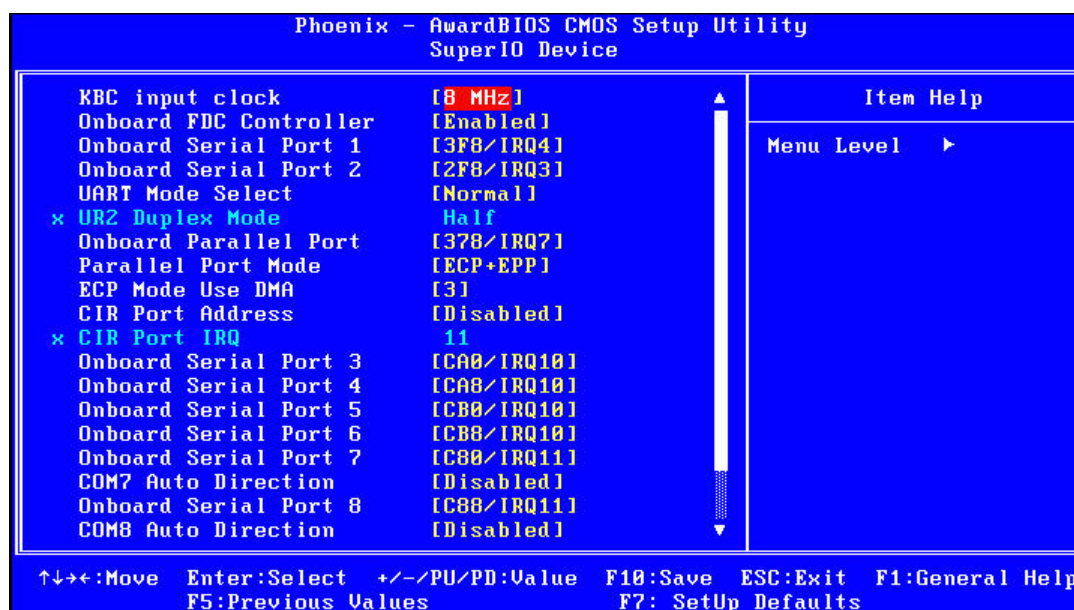 Phoenix - AwardBIOS CMOS Setup Utility
SuperIO Device
KBC input clock [8 MHz]
Onboard FDC Controller [Enabled]
Onboard Serial Port 1 [3F8/IRQ4]
Onboard Serial Port 2 [2F8/IRQ3]
UART Mode Select [Normal]
x UR2 Duplex Mode Half
Onboard Parallel Port [378/IRQ7]
Parallel Port Mode [ECP+EPP]
ECP Mode Use DMA [3]
CIR Port Address [Disabled]
x CIR Port IRQ 11
Onboard Serial Port 3 [CA0/IRQ10]
Onboard Serial Port 4 [CA8/IRQ10]
Onboard Serial Port 5 [CB0/IRQ10]
Onboard Serial Port 6 [CB8/IRQ10]
Onboard Serial Port 7 [C80/IRQ11]
COM7 Auto Direction [Disabled]
Onboard Serial Port 8 [C88/IRQ11]
COM8 Auto Direction [Disabled]
Item Help
Menu Level ►
↑↓→←:Move Enter:Select +/-/PU/PD:Value F10:Save ESC:Exit F1:General Help
F5:Previous Values F7: SetUp Defaults